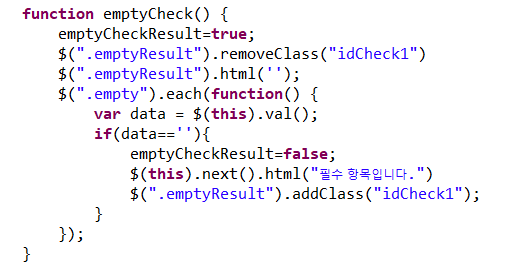 function emptyCheck() {
    emptyCheckResult=true;
    $(".emptyResult").removeClass("idCheck1")
    $(".emptyResult").html('');
    $(".empty").each(function() {
        var data = $(this).val();
        if(data==''){
            emptyCheckResult=false;
            $(this).next().html("필수 항목입니다.")
            $(".emptyResult").addClass("idCheck1");
        }
    });
}